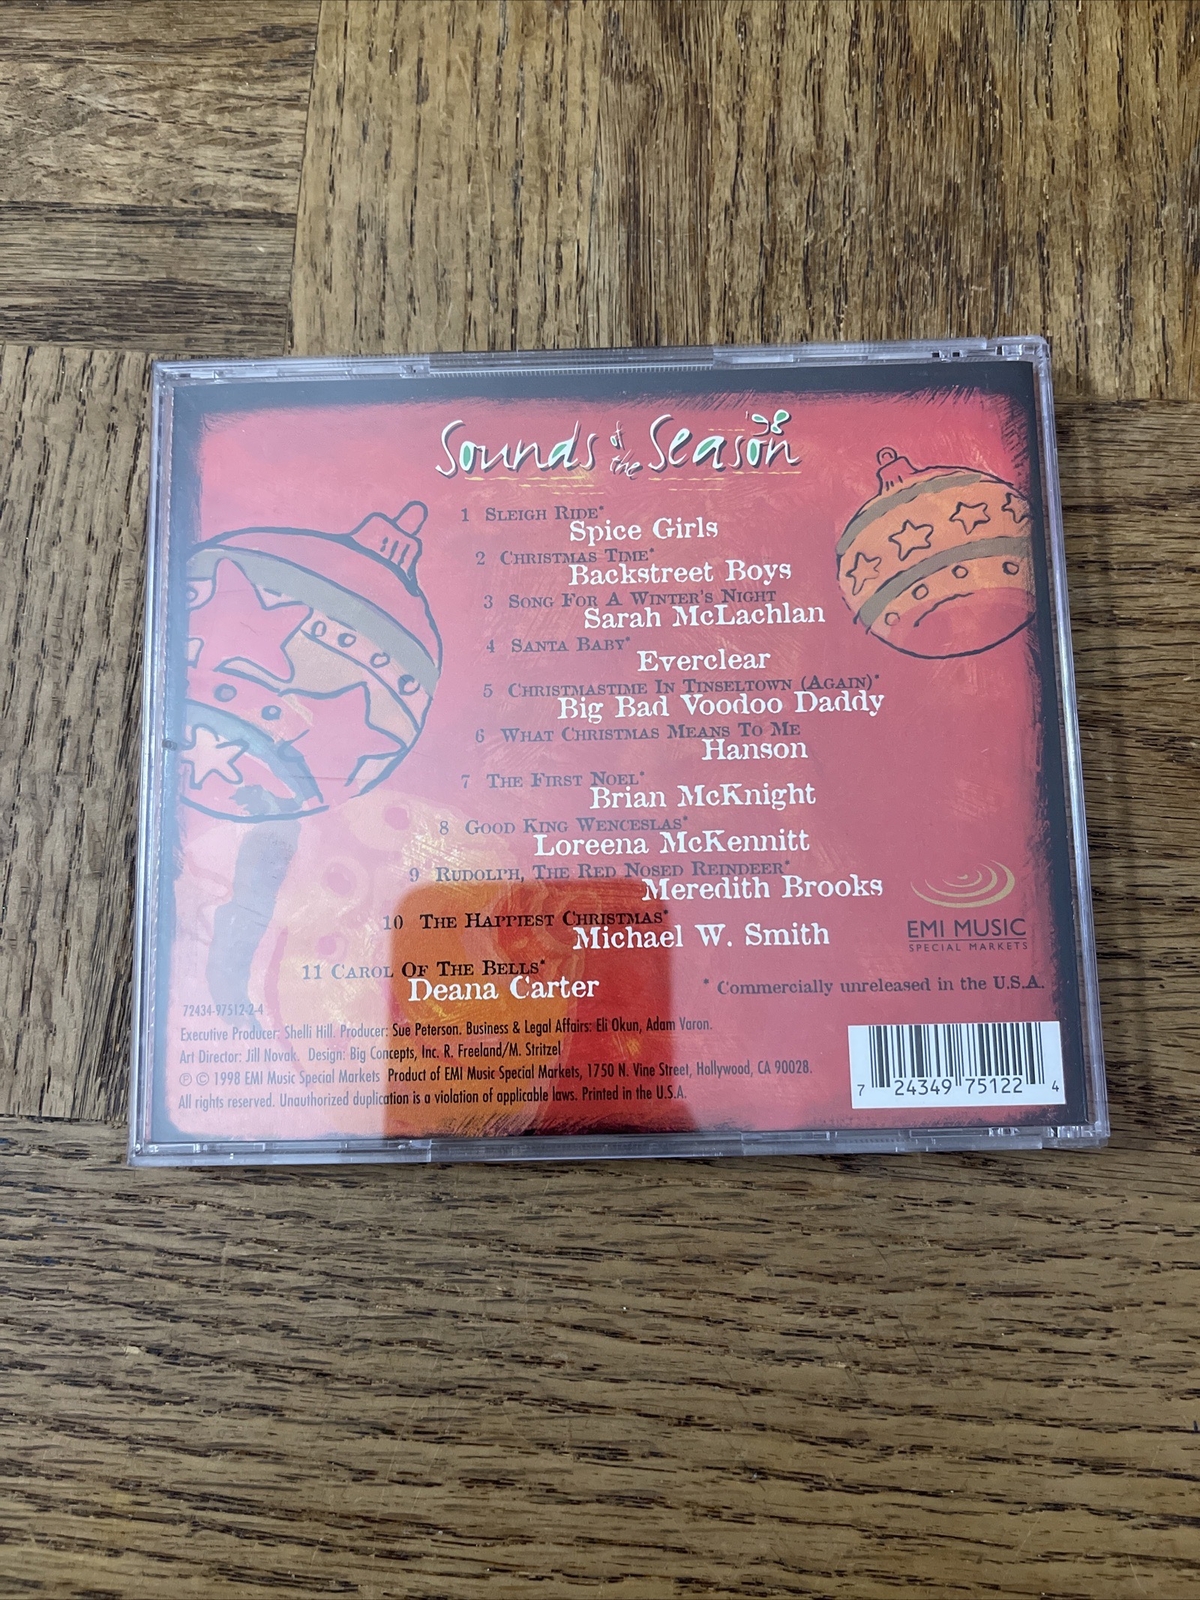 Sounds of the Season
1 Sleigh Ride*
Spice Girls
2 Christmas Time*
Backstreet Boys
3 Song For A Winter's Night
Sarah McLachlan
4 Santa Baby*
Everclear
5 Christmastime In Tinseltown (Again)*
Big Bad Voodoo Daddy
6 What Christmas Means To Me
Hanson
7 The First Noel*
Brian McKnight
8 Good King Wenceslas*
Loreena McKennitt
9 Rudolph, The Red Nosed Reindeer*
Meredith Brooks
10 The Happiest Christmas*
Michael W. Smith
11 Carol Of The Bells*
Deana Carter
EMI MUSIC
SPECIAL MARKETS
* Commercially unreleased in the U.S.A.
72434-97512-2-4
Executive Producer: Shelli Hill. Producer: Sue Peterson. Business & Legal Affairs: Eli Okun, Adam Varon.
Art Director: Jill Novak. Design: Big Concepts, Inc. R. Freeland/M. Stritzel
℗ © 1998 EMI Music Special Markets Product of EMI Music Special Markets, 1750 N. Vine Street, Hollywood, CA 90028.
All rights reserved. Unauthorized duplication is a violation of applicable laws. Printed in the U.S.A.
7 24349 75122 4